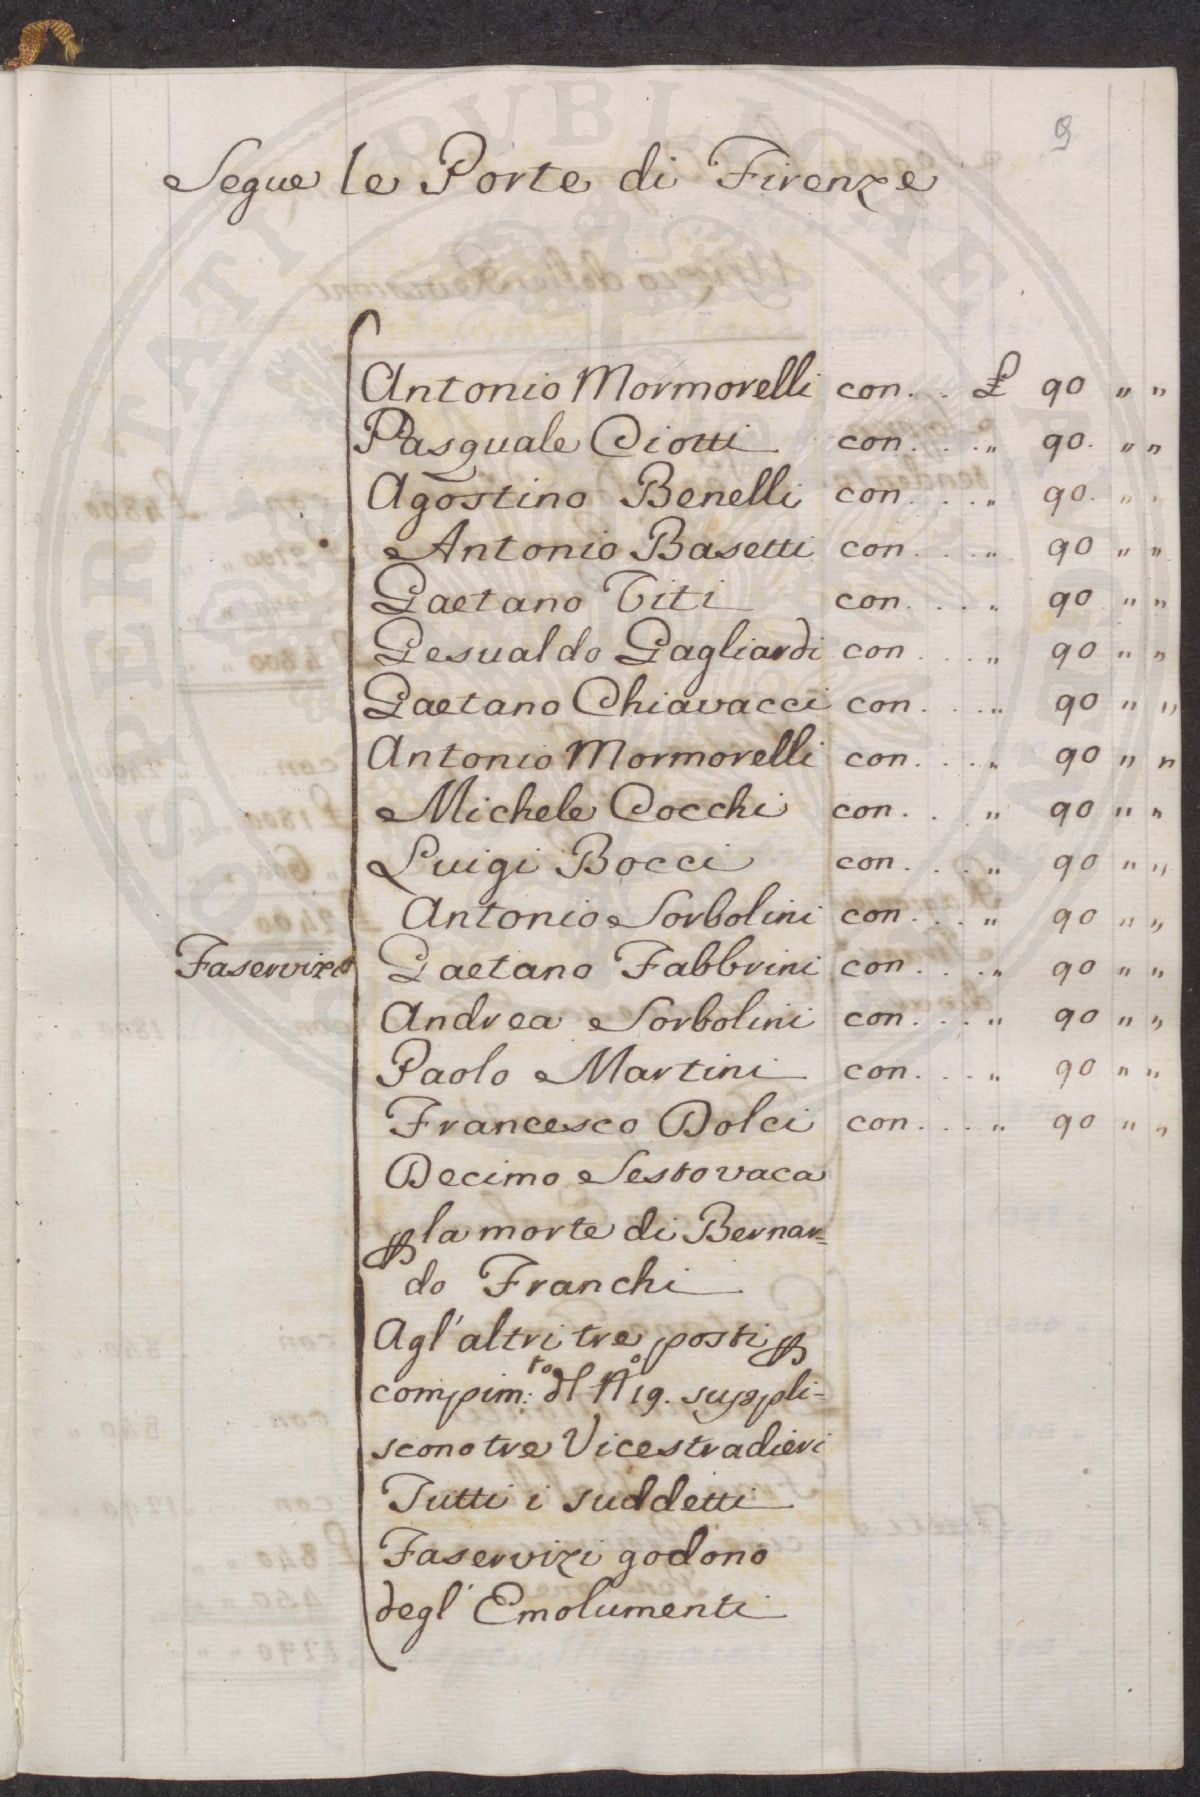 9
Segue le Porte di Firenze
Antonio Mormorelli con . . £ 90 " "
Pasquale Ciotti con . . . " 90 " "
Agostino Benelli con . . . " 90 " "
Antonio Basetti con . . . " 90 " "
Gaetano Titi con . . . " 90 " "
Gesualdo Gagliardi con . . . " 90 " "
Gaetano Chiavacci con . . . " 90 " "
Antonio Mormorelli con . . . " 90 " "
Michele Cocchi con . . " 90 " "
Luigi Bocci con . . . " 90 " "
Antonio Sorbolini con . . . " 90 " "
Faservizi Gaetano Fabbrini con . . . " 90 " "
Andrea Sorbolini con . . . " 90 " "
Paolo Martini con . . . " 90 " "
Francesco Dolci con . . . " 90 " "
Decimo Sesto vaca
p la morte di Bernar=
do Franchi
Agl'altri tre posti p
compim:to dl N° 19. suppli-
scono tre Vicestradieri
Tutti i suddetti
Faservizi godono
degl' Emolumenti
SOSPERITATI PUBLICAE